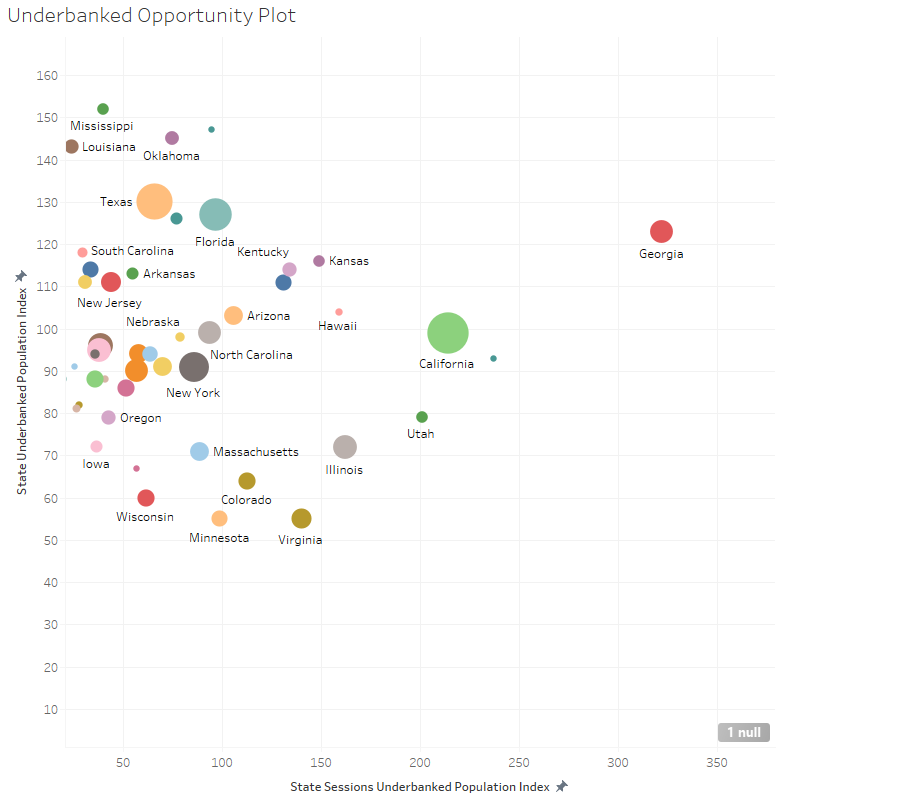 Underbanked Opportunity Plot
160
150
Mississippi
Louisiana
Oklahoma
140
130
Texas
Florida
120
South Carolina
Kentucky
Kansas
Georgia
Arkansas
110
New Jersey
Nebraska
Arizona
Hawaii
100
North Carolina
California
90
New York
80
Oregon
Utah
70
Iowa
Massachusetts
Illinois
60
Colorado
Wisconsin
Minnesota
Virginia
50
40
30
20
10
State Underbanked Population Index
1 null
50 100 150 200 250 300 350
State Sessions Underbanked Population Index